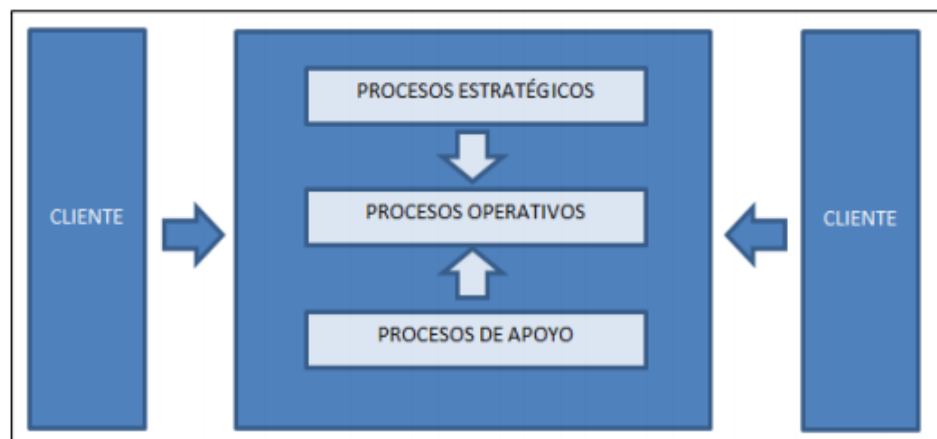 PROCESOS ESTRATÉGICOS
CLIENTE
PROCESOS OPERATIVOS
CLIENTE
PROCESOS DE APOYO